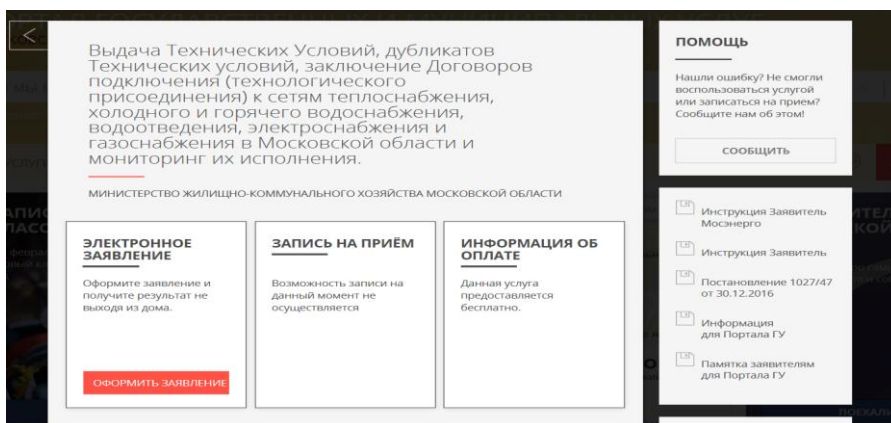 Выдача Технических Условий, дубликатов
Технических условий, заключение Договоров
подключения (технологического
присоединения) к сетям теплоснабжения,
холодного и горячего водоснабжения,
водоотведения, электроснабжения и
газоснабжения в Московской области и
мониторинг их исполнения.
МИНИСТЕРСТВО ЖИЛИЩНО-КОММУНАЛЬНОГО ХОЗЯЙСТВА МОСКОВСКОЙ ОБЛАСТИ
ЭЛЕКТРОННОЕ
ЗАЯВЛЕНИЕ
Оформите заявление и
получите результат не
выходя из дома.
ОФОРМИТЬ ЗАЯВЛЕНИЕ
ЗАПИСЬ НА ПРИЁМ
Возможность записи на
данный момент не
осуществляется
ИНФОРМАЦИЯ ОБ
ОПЛАТЕ
Данная услуга
предоставляется
бесплатно.
ПОМОЩЬ
Нашли ошибку? Не смогли
воспользоваться услугой
или записаться на прием?
Сообщите нам об этом!
СООБЩИТЬ
Инструкция Заявитель
Мосэнерго
Инструкция Заявитель
Постановление 1027/47
от 30.12.2016
Информация
для Портала ГУ
Памятка заявителям
для Портала ГУ